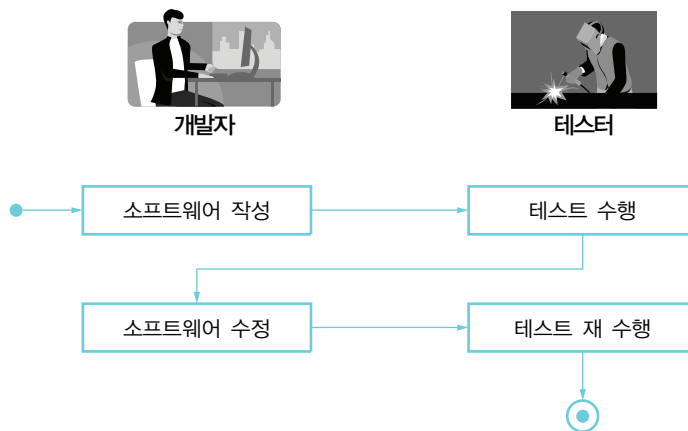 개발자
테스터
소프트웨어 작성
테스트 수행
소프트웨어 수정
테스트 재 수행